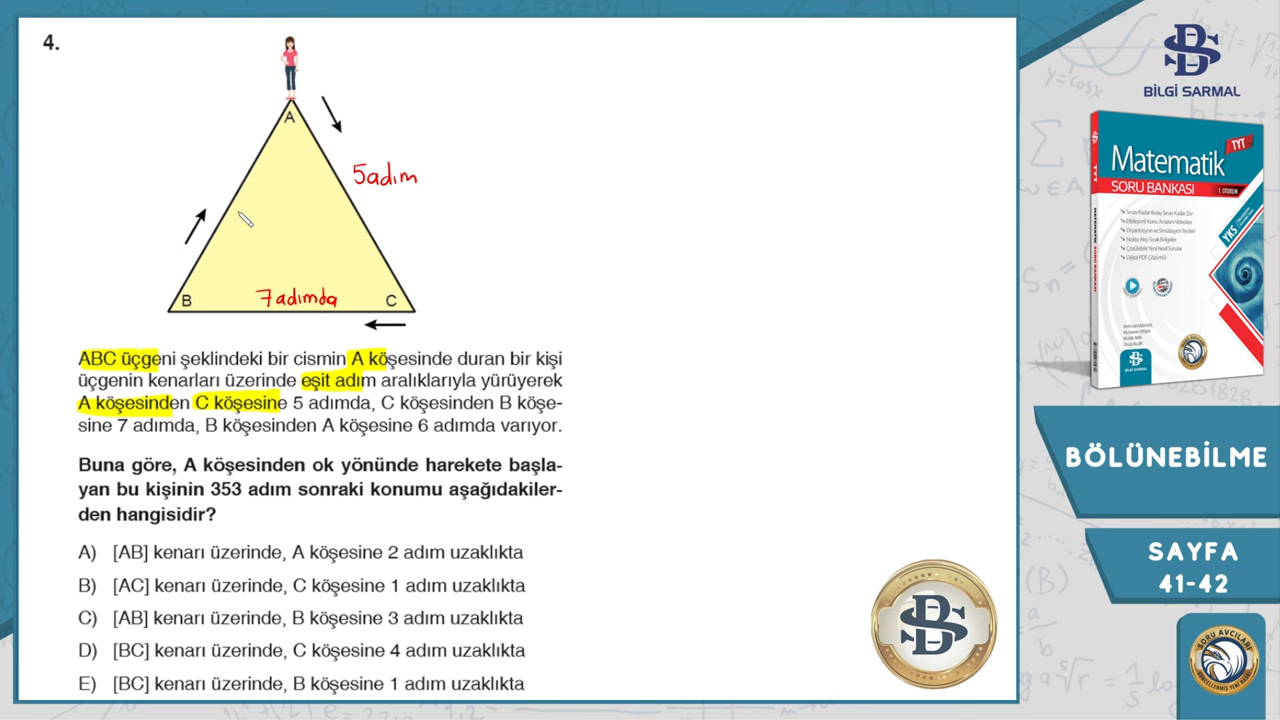 4.
A
5adım
B
7adımda
C
ABC üçgeni şeklindeki bir cismin A köşesinde duran bir kişi
üçgenin kenarları üzerinde eşit adım aralıklarıyla yürüyerek
A köşesinden C köşesine 5 adımda, C köşesinden B köşe-
sine 7 adımda, B köşesinden A köşesine 6 adımda varıyor.
Buna göre, A köşesinden ok yönünde harekete başla-
yan bu kişinin 353 adım sonraki konumu aşağıdakiler-
den hangisidir?
A) [AB] kenarı üzerinde, A köşesine 2 adım uzaklıkta
B) [AC] kenarı üzerinde, C köşesine 1 adım uzaklıkta
C) [AB] kenarı üzerinde, B köşesine 3 adım uzaklıkta
D) [BC] kenarı üzerinde, C köşesine 4 adım uzaklıkta
E) [BC] kenarı üzerinde, B köşesine 1 adım uzaklıkta
BİLGİ SARMAL
TYT
Matematik
SORU BANKASI
1. OTURUM
YKS
BÖLÜNEBİLME
SAYFA
41-42
SORU AVCILARI